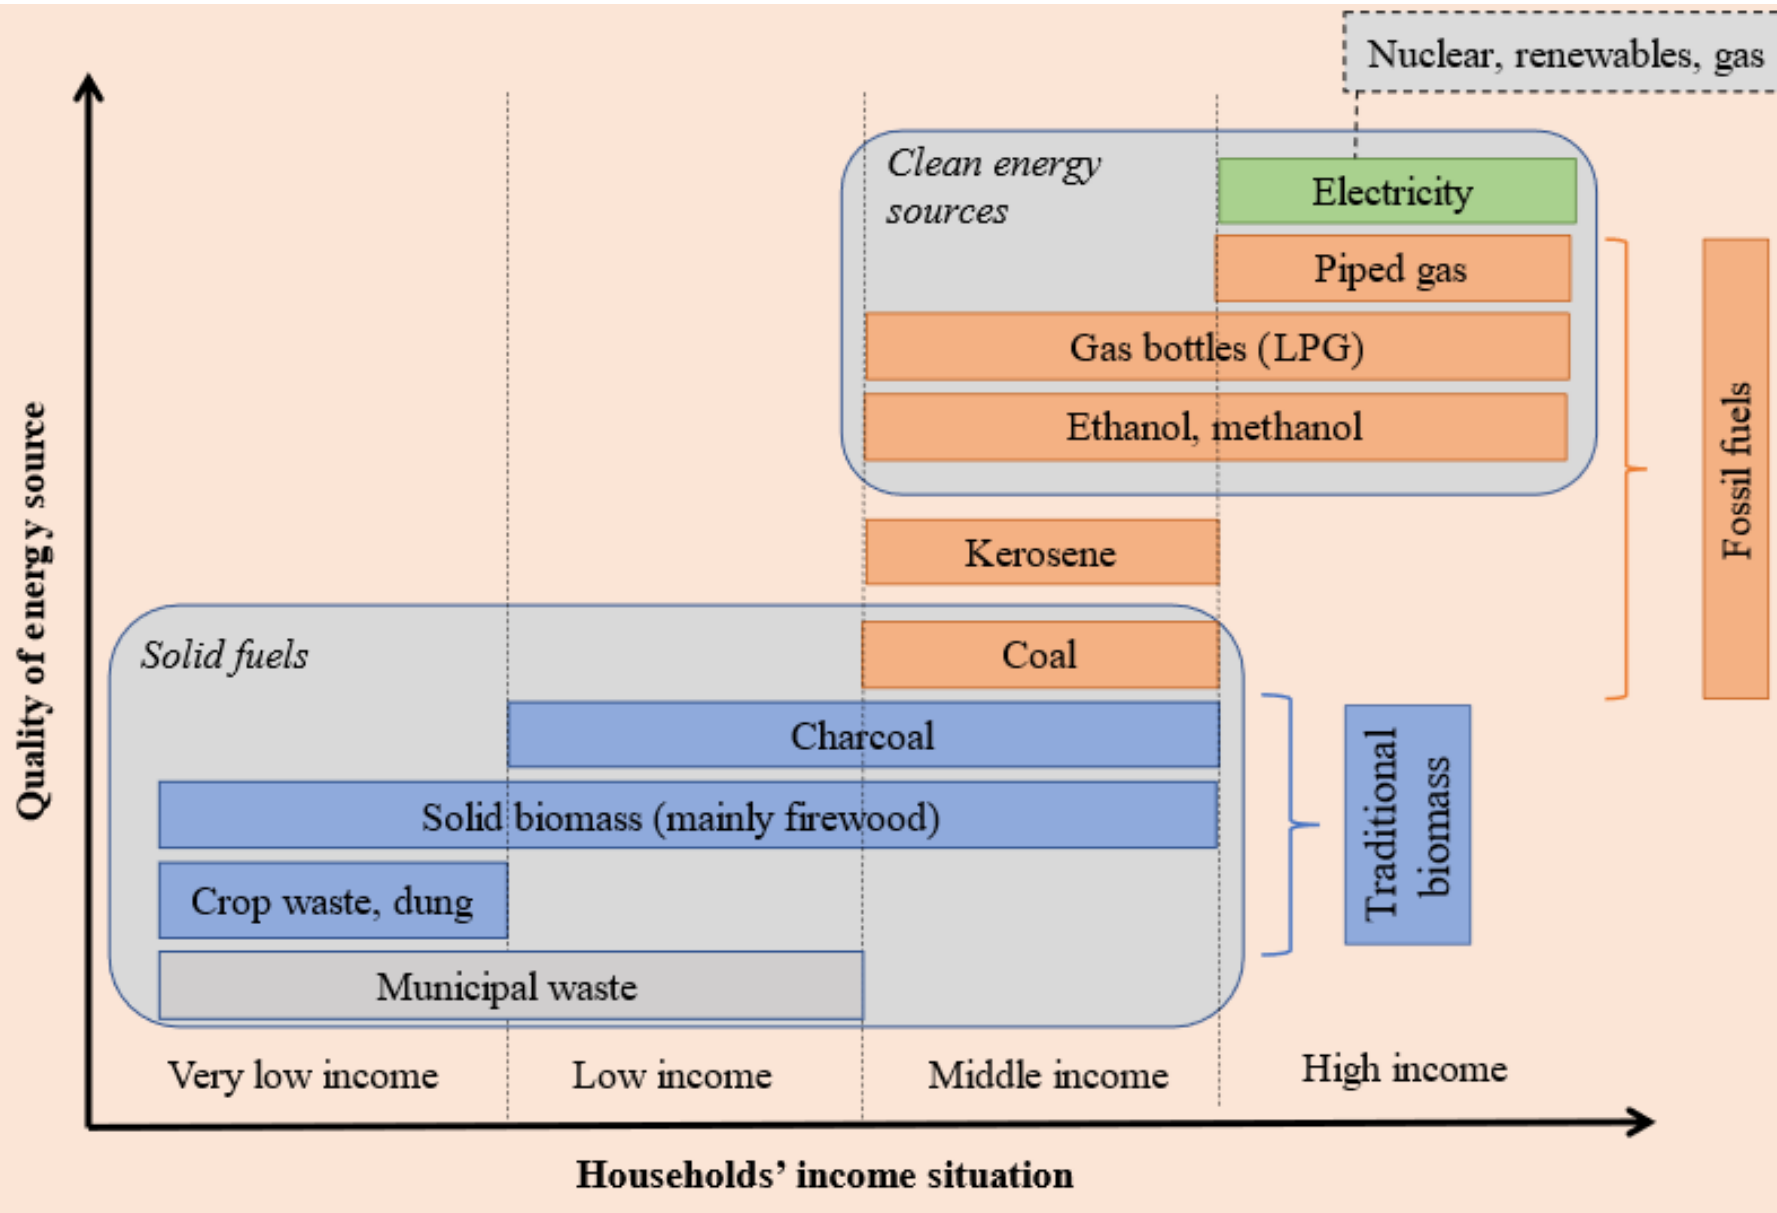 Nuclear, renewables, gas
Clean energy
sources
Electricity
Piped gas
Gas bottles (LPG)
Ethanol, methanol
Kerosene
Solid fuels
Coal
Charcoal
Solid biomass (mainly firewood)
Crop waste, dung
Municipal waste
Fossil fuels
Traditional
biomass
Quality of energy source
Very low income
Low income
Middle income
High income
Households’ income situation